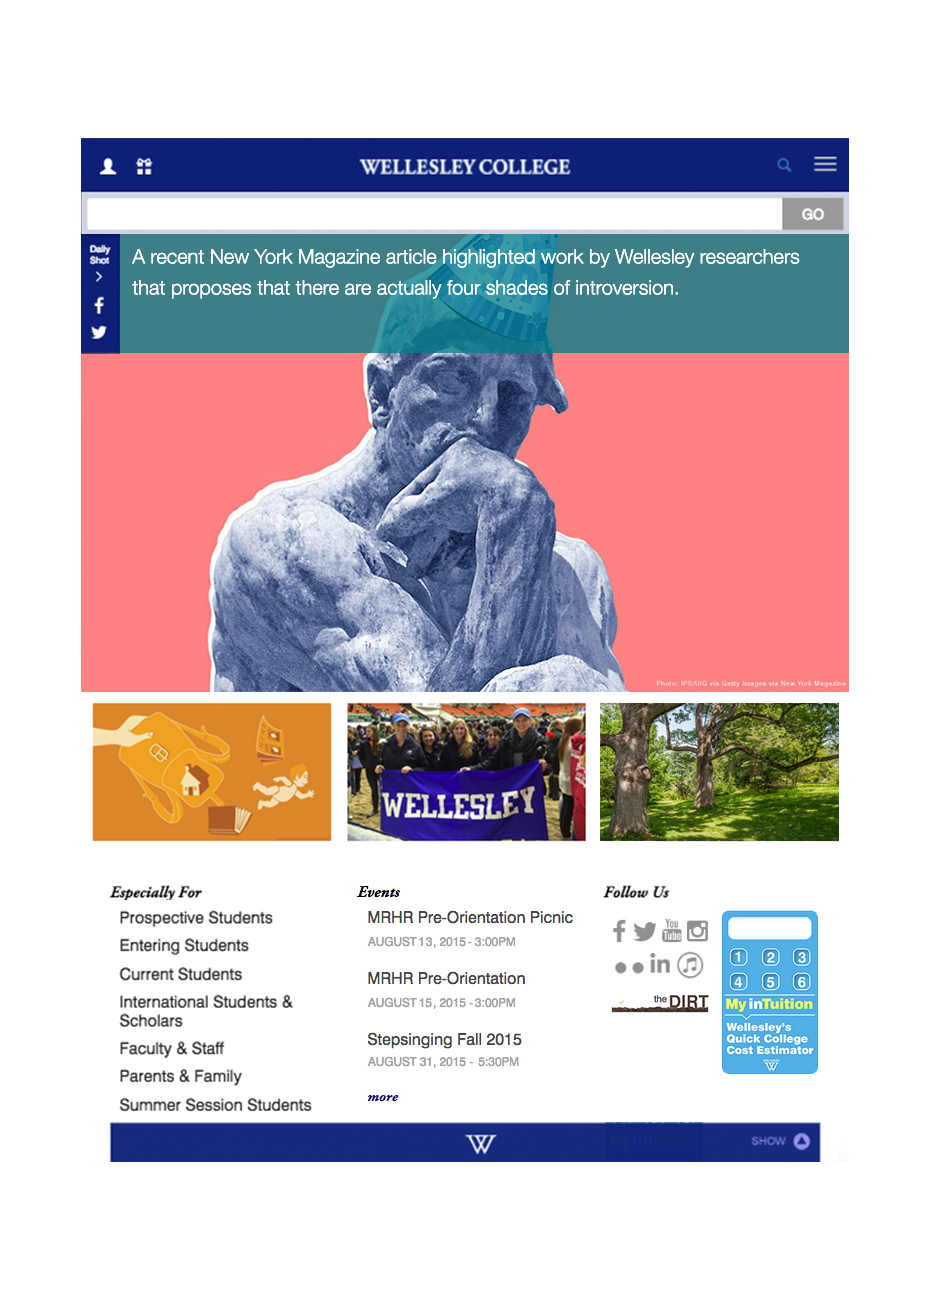 WELLESLEY COLLEGE
GO
Daily
Shot
A recent New York Magazine article highlighted work by Wellesley researchers
that proposes that there are actually four shades of introversion.
Photo: IPS/UIG via Getty Images via New York Magazine
WELLESLEY
Especially For
Prospective Students
Entering Students
Current Students
International Students &
Scholars
Faculty & Staff
Parents & Family
Summer Session Students
Events
MRHR Pre-Orientation Picnic
AUGUST 13, 2015 - 3:00PM
MRHR Pre-Orientation
AUGUST 15, 2015 - 3:00PM
Stepsinging Fall 2015
AUGUST 31, 2015 - 5:30PM
more
Follow Us
You
Tube
in
the DIRT
1 2 3
4 5 6
My inTuition
Wellesley's
Quick College
Cost Estimator
W
W
SHOW